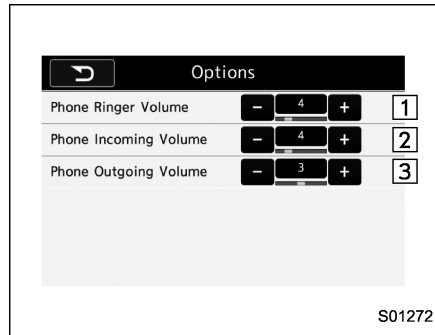 Options
Phone Ringer Volume - 4 + 1
Phone Incoming Volume - 4 + 2
Phone Outgoing Volume - 3 + 3
S01272